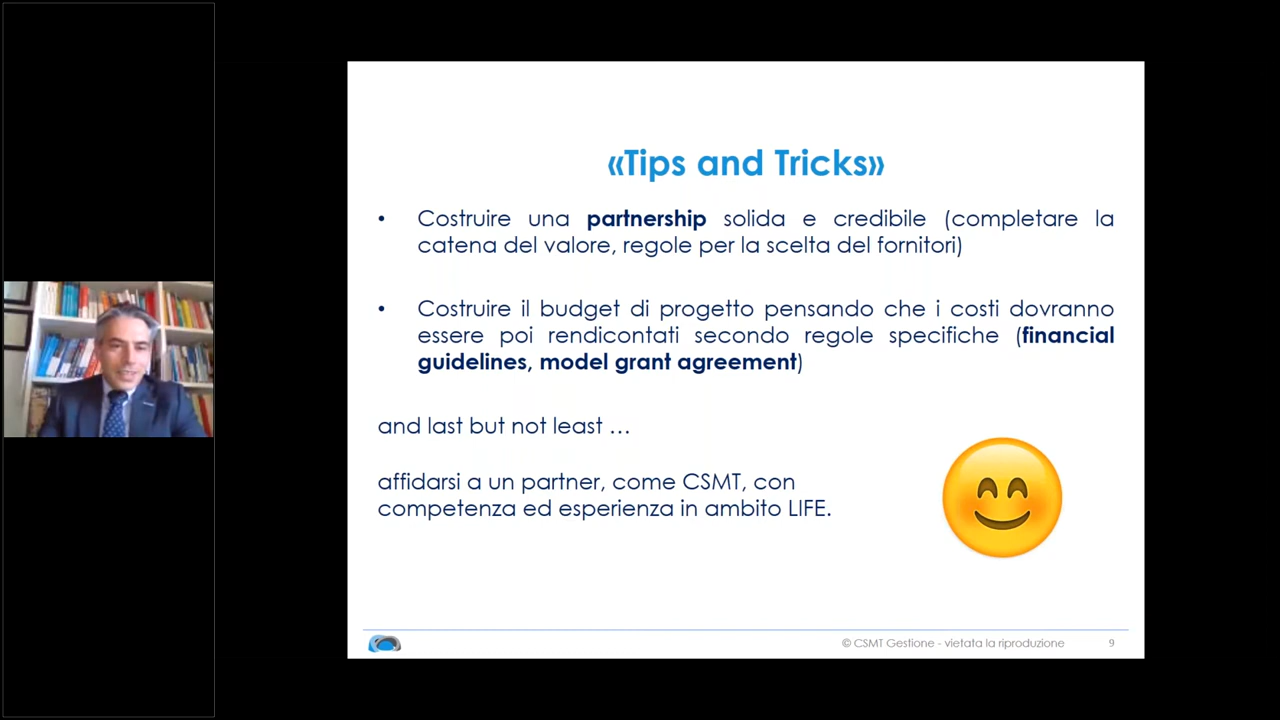 «Tips and Tricks»
• Costruire una partnership solida e credibile (completare la
catena del valore, regole per la scelta del fornitori)
• Costruire il budget di progetto pensando che i costi dovranno
essere poi rendicontati secondo regole specifiche (financial
guidelines, model grant agreement)
and last but not least …
affidarsi a un partner, come CSMT, con
competenza ed esperienza in ambito LIFE.
© CSMT Gestione - vietata la riproduzione 9